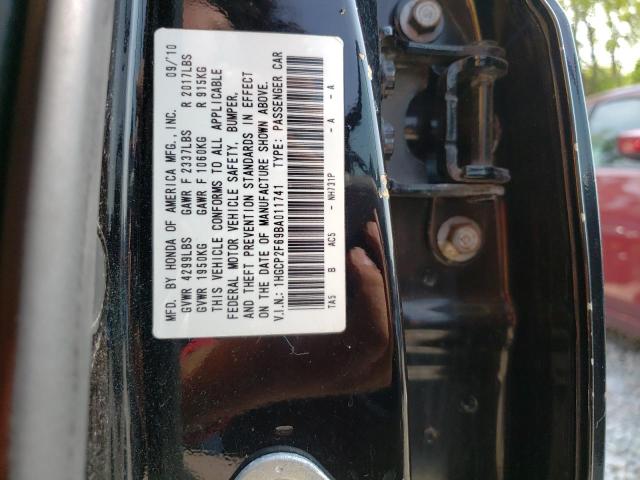 MFD. BY HONDA OF AMERICA MFG., INC. 09/'10
GVWR 4299LBS GAWR F 2337LBS R 2017LBS
GVWR 1950KG GAWR F 1060KG R 915KG
THIS VEHICLE CONFORMS TO ALL APPLICABLE
FEDERAL MOTOR VEHICLE SAFETY, BUMPER,
AND THEFT PREVENTION STANDARDS IN EFFECT
ON THE DATE OF MANUFACTURE SHOWN ABOVE.
V.I.N.: 1HGCP2F69BA011741 TYPE: PASSENGER CAR
TA5 B AC5 - NH731P - A - A